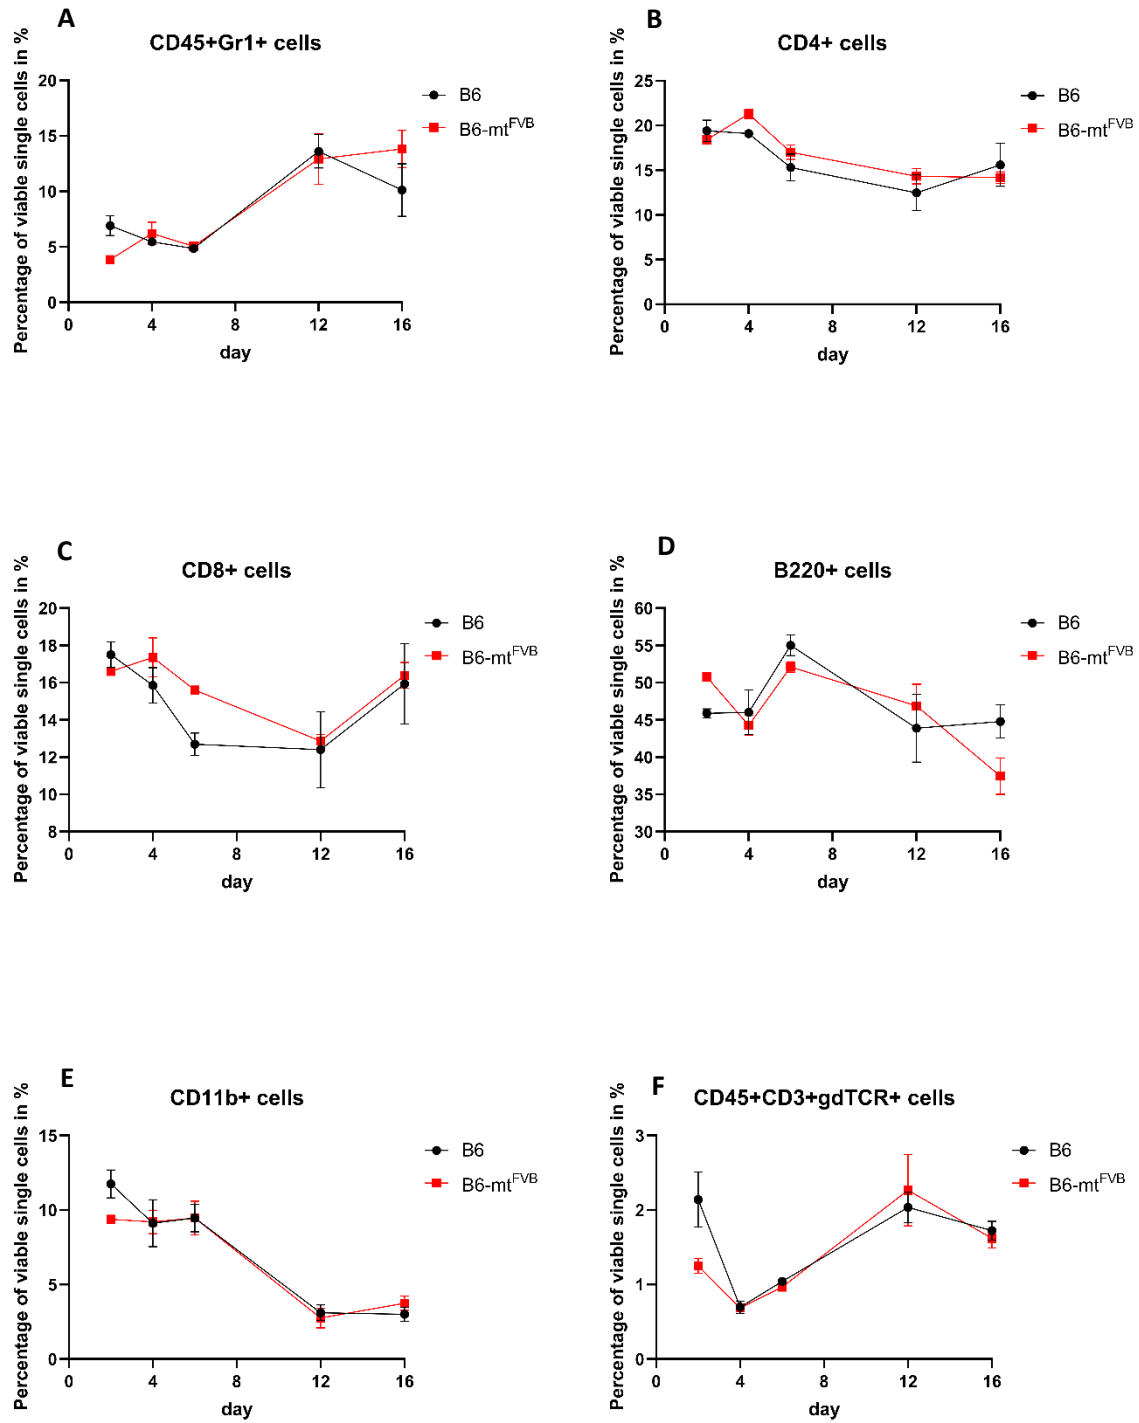 A
CD45+Gr1+ cells
Percentage of viable single cells in %
20
15
10
5
0
0 4 8 12 16
day
B6
B6-mtFVB
B
CD4+ cells
Percentage of viable single cells in %
25
20
15
10
5
0
0 4 8 12 16
day
B6
B6-mtFVB
C
CD8+ cells
Percentage of viable single cells in %
20
18
16
14
12
10
8
0 4 8 12 16
day
B6
B6-mtFVB
D
B220+ cells
Percentage of viable single cells in %
60
55
50
45
40
35
30
0 4 8 12 16
day
B6
B6-mtFVB
E
CD11b+ cells
Percentage of viable single cells in %
15
10
5
0
0 4 8 12 16
day
B6
B6-mtFVB
F
CD45+CD3+gdTCR+ cells
Percentage of viable single cells in %
3
2
1
0
0 4 8 12 16
day
B6
B6-mtFVB